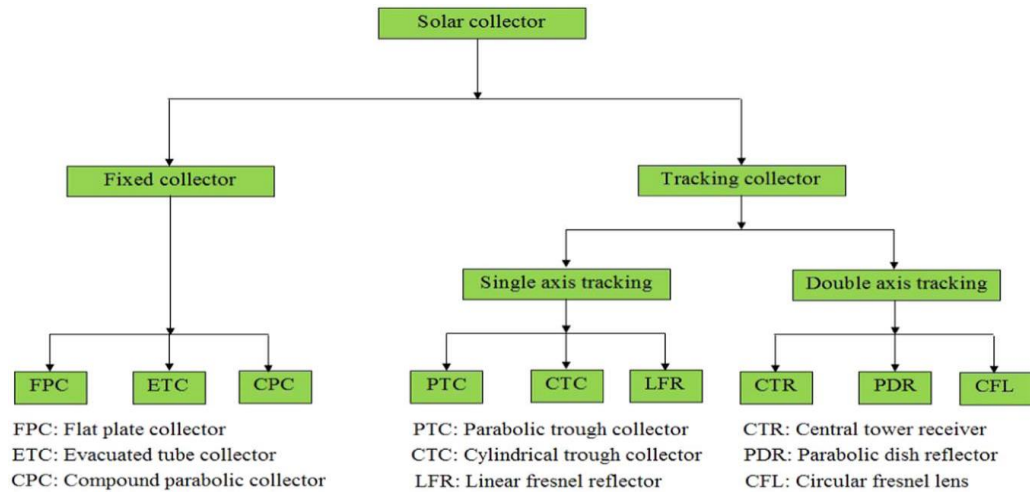 Solar collector
Fixed collector
Tracking collector
Single axis tracking
Double axis tracking
FPC
ETC
CPC
PTC
CTC
LFR
CTR
PDR
CFL
FPC: Flat plate collector
ETC: Evacuated tube collector
CPC: Compound parabolic collector
PTC: Parabolic trough collector
CTC: Cylindrical trough collector
LFR: Linear fresnel reflector
CTR: Central tower receiver
PDR: Parabolic dish reflector
CFL: Circular fresnel lens